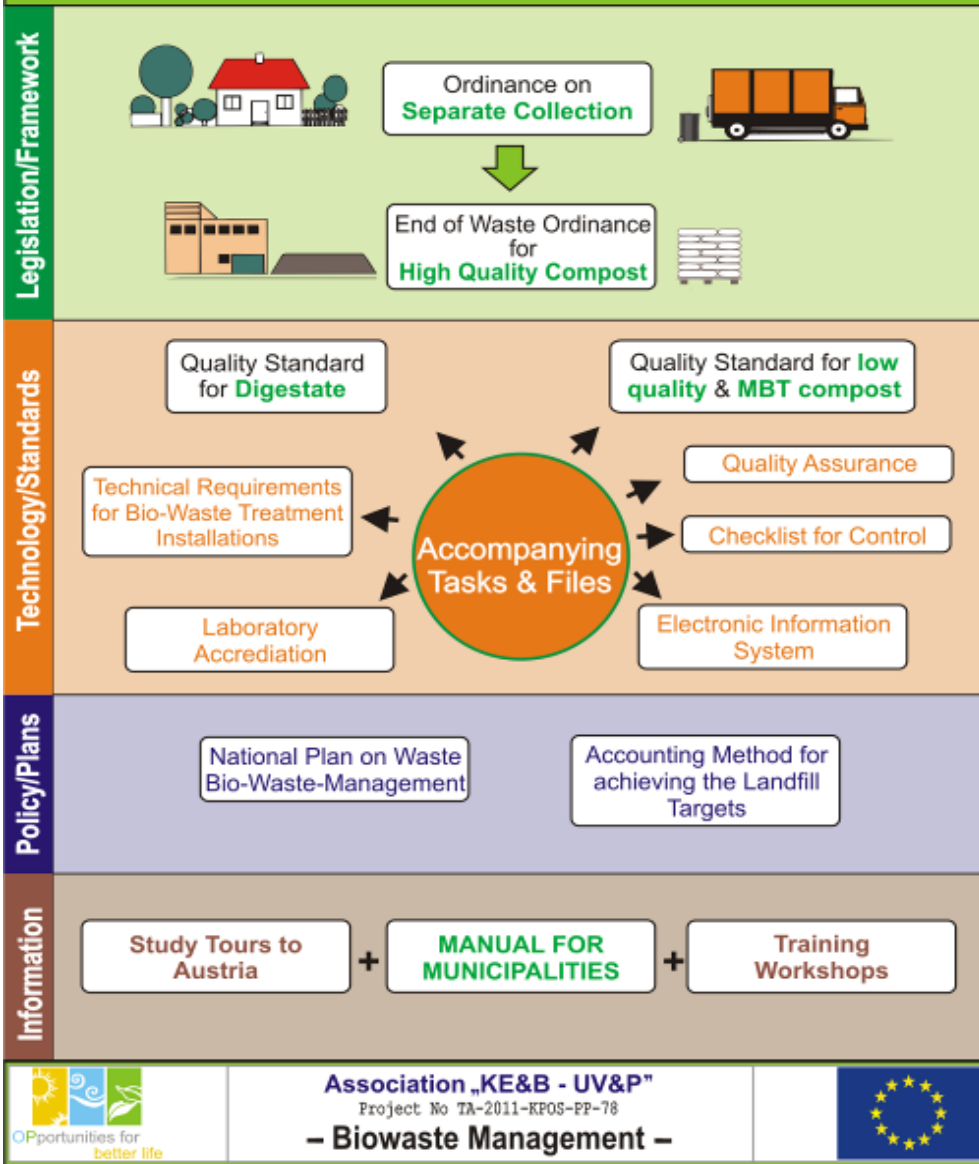 Legislation/Framework
Ordinance on
Separate Collection
End of Waste Ordinance
for
High Quality Compost
Technology/Standards
Quality Standard
for Digestate
Quality Standard for low
quality & MBT compost
Technical Requirements
for Bio-Waste Treatment
Installations
Quality Assurance
Accompanying
Tasks & Files
Checklist for Control
Laboratory
Accrediation
Electronic Information
System
Policy/Plans
National Plan on Waste
Bio-Waste-Management
Accounting Method for
achieving the Landfill
Targets
Information
Study Tours to
Austria
+
MANUAL FOR
MUNICIPALITIES
+
Training
Workshops
OPportunities for
better life
Association „KE&B - UV&P”
Project No TA-2011-KPOS-PP-78
– Biowaste Management –